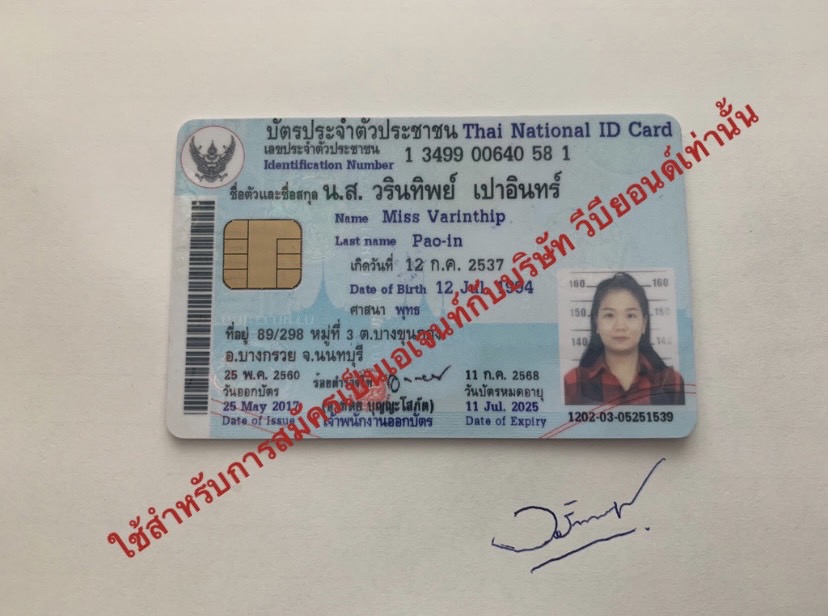 บัตรประจำตัวประชาชน Thai National ID Card
เลขประจำตัวประชาชน
Identification Number 1 3499 00640 58 1
ชื่อตัวและชื่อสกุล น.ส. วรินทิพย์ เปาอินทร์
Name Miss Varinthip
Last name Pao-in
เกิดวันที่ 12 ก.ค. 2537
Date of Birth 12 Jul. 1994
ศาสนา พุทธ
ที่อยู่ 89/298 หมู่ที่ 3 ต.บางขุนกอง
อ.บางกรวย จ.นนทบุรี
25 พ.ค. 2560
วันออกบัตร
25 May 2017
Date of Issue
เจ้าพนักงานออกบัตร
11 ก.ค. 2568
วันบัตรหมดอายุ
11 Jul. 2025
Date of Expiry
160 160
150
140
1202-03-05251539
ใช้สำหรับการสมัครเป็นเอเจนท์กับบริษัท วีบียอนด์เท่านั้น